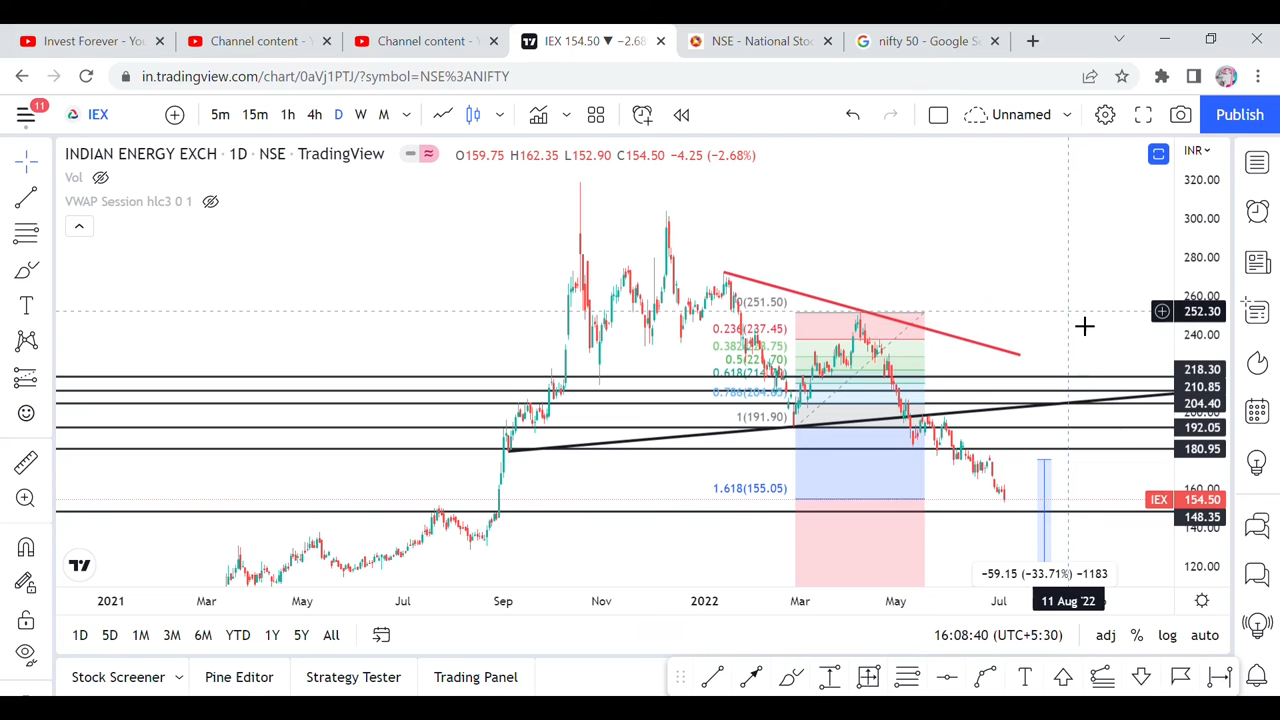 Invest Forever - You
Channel content - Y
Channel content - Y
IEX 154.50 ▼ −2.68
NSE - National Sto
nifty 50 - Google S
in.tradingview.com/chart/0aVj1PTJ/?symbol=NSE%3ANIFTY
11
IEX
5m 15m 1h 4h D W M
Unnamed
Publish
INDIAN ENERGY EXCH · 1D · NSE · TradingView
O159.75 H162.35 L152.90 C154.50 −4.25 (−2.68%)
INR
Vol
VWAP Session hlc3 0 1
320.00
300.00
280.00
260.00
252.30
240.00
218.30
210.85
204.40
200.00
192.05
180.95
160.00
IEX 154.50
148.35
140.00
120.00
0(251.50)
0.236(237.45)
0.5(221.70)
1(191.90)
1.618(155.05)
−59.15 (−33.71%) −1183
2021 Mar May Jul Sep Nov 2022 Mar May Jul 11 Aug '22
1D 5D 1M 3M 6M YTD 1Y 5Y All
16:08:40 (UTC+5:30) adj % log auto
Stock Screener Pine Editor Strategy Tester Trading Panel